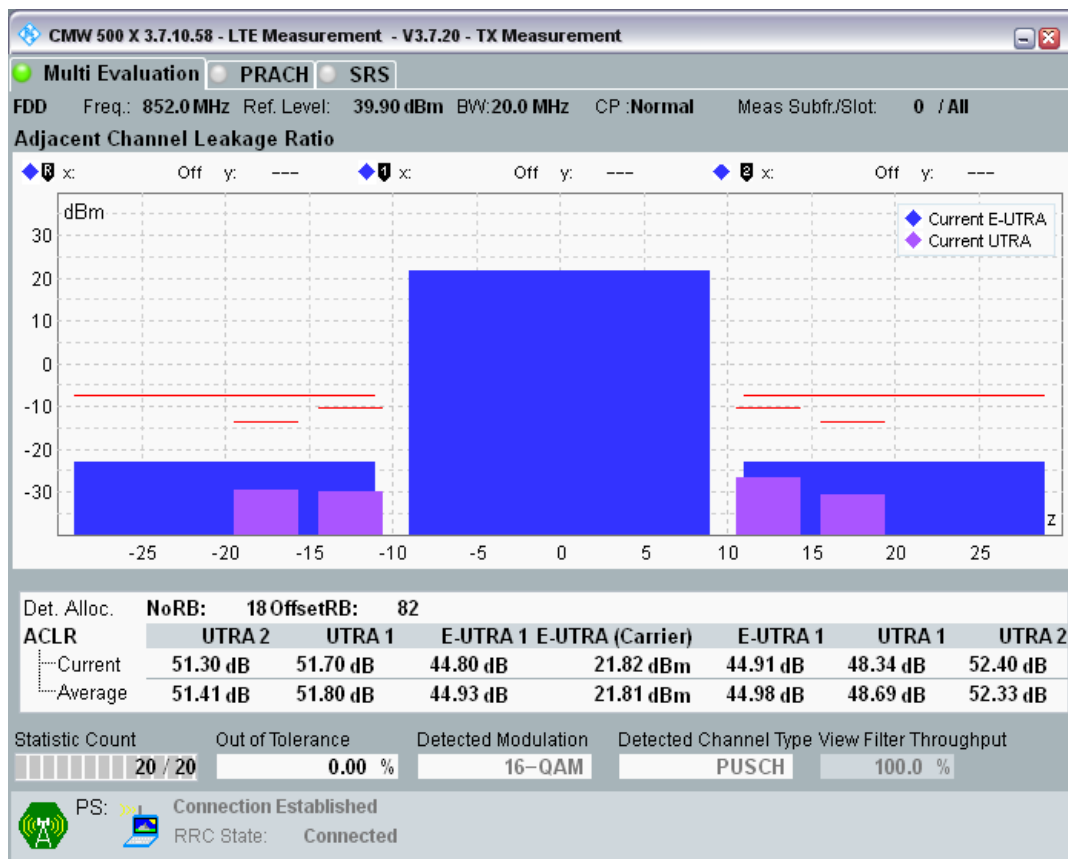 CMW 500 X 3.7.10.58 - LTE Measurement - V3.7.20 - TX Measurement
Multi Evaluation PRACH SRS
FDD Freq.: 852.0 MHz Ref. Level: 39.90 dBm BW:20.0 MHz CP :Normal Meas Subfr./Slot: 0 / All
Adjacent Channel Leakage Ratio
R x: Off y: --- 1 x: Off y: --- 2 x: Off y: ---
dBm
Current E-UTRA
Current UTRA
30
20
10
0
-10
-20
-30
z
-25 -20 -15 -10 -5 0 5 10 15 20 25
Det. Alloc. NoRB: 18 OffsetRB: 82
ACLR UTRA 2 UTRA 1 E-UTRA 1 E-UTRA (Carrier) E-UTRA 1 UTRA 1 UTRA 2
Current 51.30 dB 51.70 dB 44.80 dB 21.82 dBm 44.91 dB 48.34 dB 52.40 dB
Average 51.41 dB 51.80 dB 44.93 dB 21.81 dBm 44.98 dB 48.69 dB 52.33 dB
Statistic Count Out of Tolerance Detected Modulation Detected Channel Type View Filter Throughput
20 / 20 0.00 % 16-QAM PUSCH 100.0 %
PS: Connection Established
RRC State: Connected